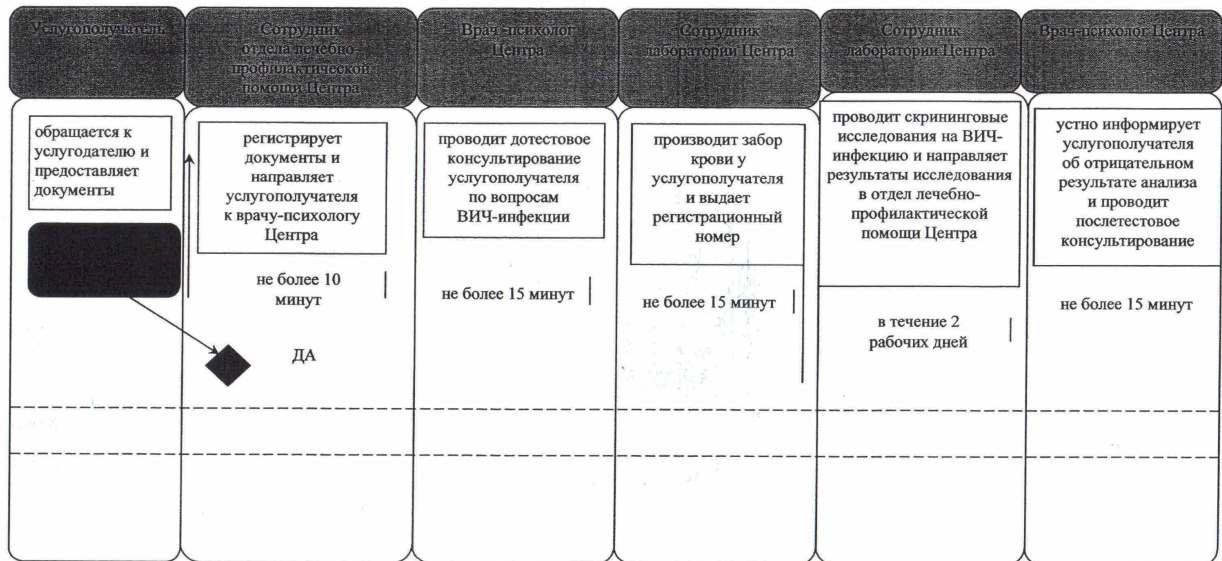 Услугополучатель
Сотрудник
отдела лечебно-
профилактической
помощи Центра
Врач-психолог
Центра
Сотрудник
лаборатории Центра
Сотрудник
лаборатории Центра
Врач-психолог Центра
обращается к
услугодателю и
предоставляет
документы
регистрирует
документы и
направляет
услугополучателя
к врачу-психологу
Центра
проводит дотестовое
консультирование
услугополучателя
по вопросам
ВИЧ-инфекции
производит забор
крови у
услугополучателя
и выдает
регистрационный
номер
проводит скрининговые
исследования на ВИЧ-
инфекцию и направляет
результаты исследования
в отдел лечебно-
профилактической
помощи Центра
устно информирует
услугополучателя
об отрицательном
результате анализа
и проводит
послетестовое
консультирование
не более 10
минут
не более 15 минут
не более 15 минут
в течение 2
рабочих дней
не более 15 минут
ДА